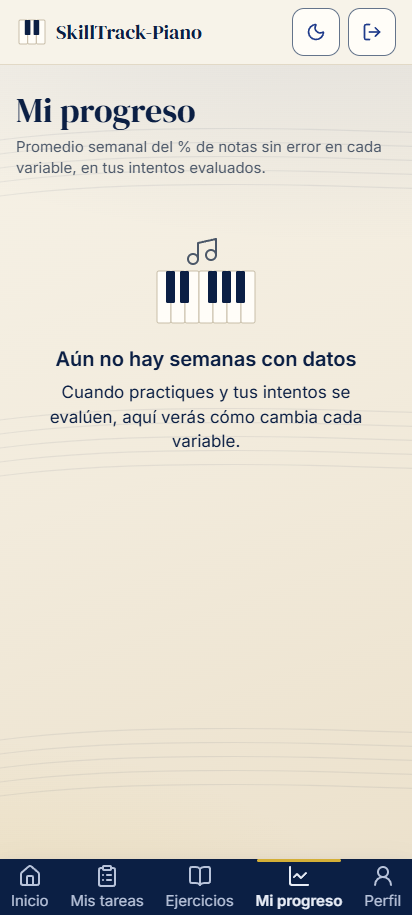 SkillTrack-Piano
Mi progreso
Promedio semanal del % de notas sin error en cada
variable, en tus intentos evaluados.
Aún no hay semanas con datos
Cuando practiques y tus intentos se
evalúen, aquí verás cómo cambia cada
variable.
Inicio Mis tareas Ejercicios Mi progreso Perfil